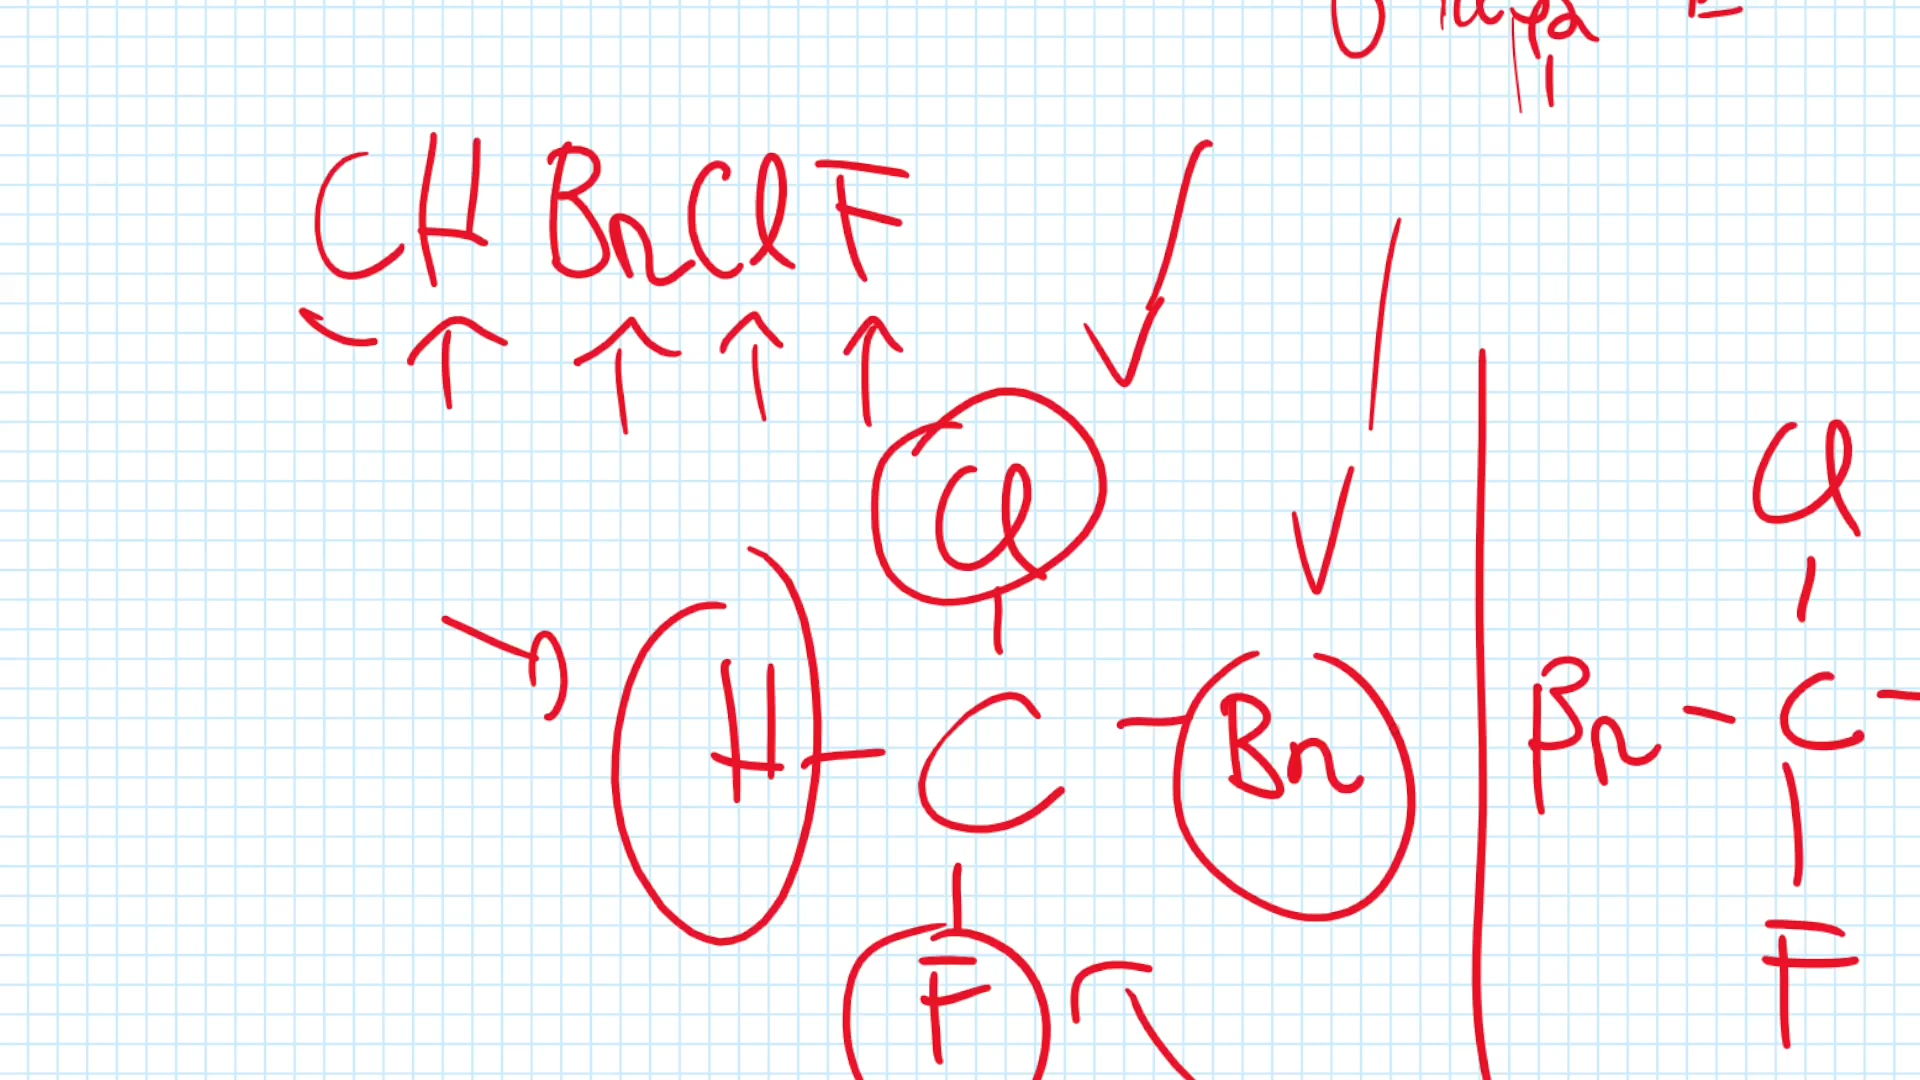 CHBrClF
Cl
H - C - Br
F
Cl
Br - C -
F